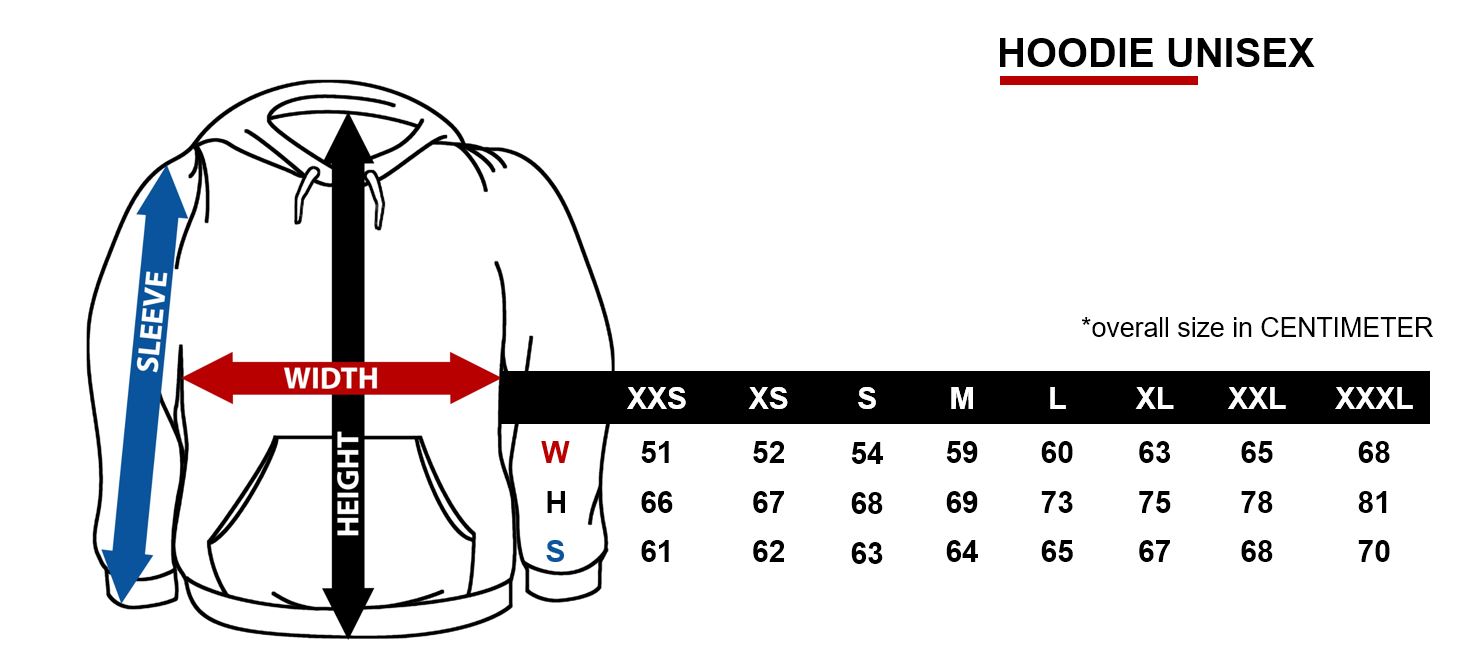 HOODIE UNISEX
SLEEVE
WIDTH
HEIGHT
*overall size in CENTIMETER
XXS XS S M L XL XXL XXXL
W 51 52 54 59 60 63 65 68
H 66 67 68 69 73 75 78 81
S 61 62 63 64 65 67 68 70